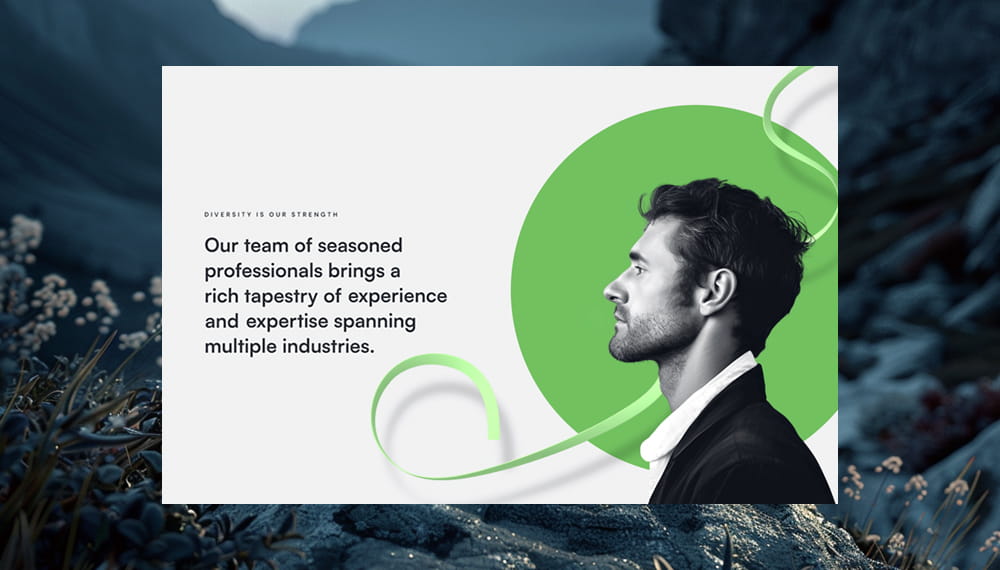 DIVERSITY IS OUR STRENGTH
Our team of seasoned
professionals brings a
rich tapestry of experience
and expertise spanning
multiple industries.